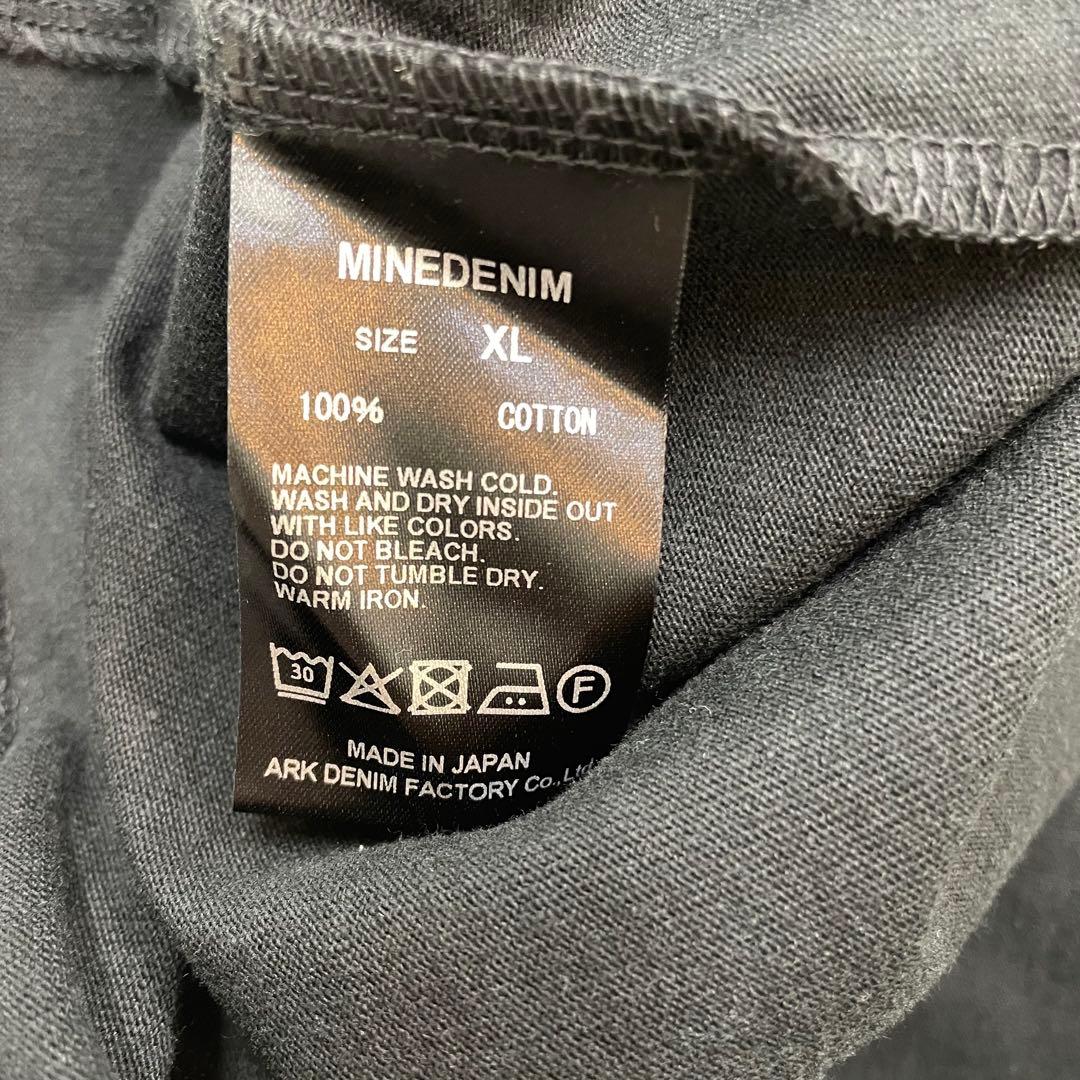 MINEDENIM
SIZE XL
100% COTTON
MACHINE WASH COLD.
WASH AND DRY INSIDE OUT
WITH LIKE COLORS.
DO NOT BLEACH.
DO NOT TUMBLE DRY.
WARM IRON.
30 F
MADE IN JAPAN
ARK DENIM FACTORY Co.,Ltd.